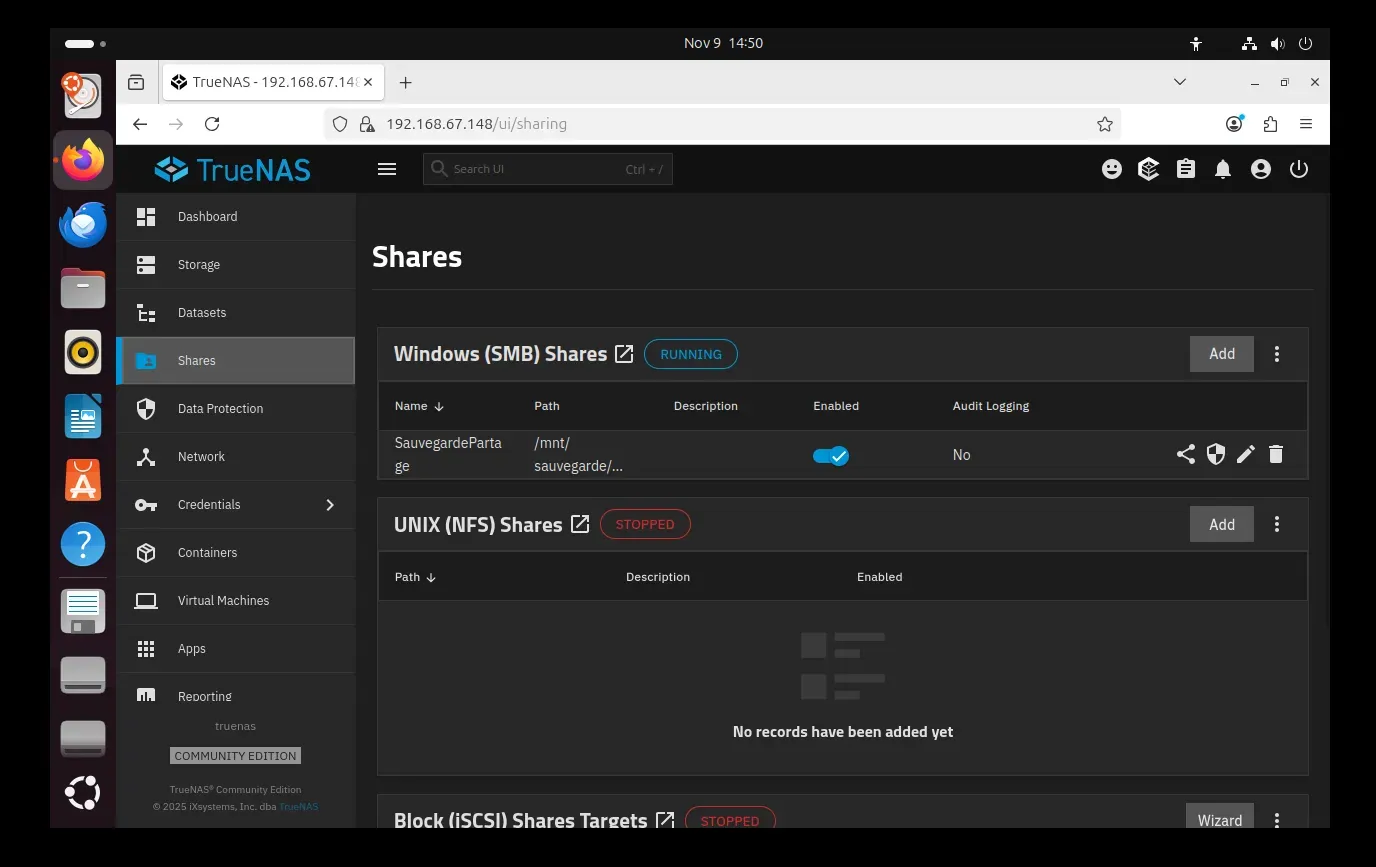 Nov 9 14:50
TrueNAS - 192.168.67.148
192.168.67.148/ui/sharing
TrueNAS
Search UI
Ctrl + /
Dashboard
Storage
Datasets
Shares
Data Protection
Network
Credentials
Containers
Virtual Machines
Apps
Reporting
truenas
COMMUNITY EDITION
TrueNAS® Community Edition
© 2025 iXsystems, Inc. dba TrueNAS
Shares
Windows (SMB) Shares
RUNNING
Add
Name
Path
Description
Enabled
Audit Logging
SauvegardeParta
ge
/mnt/
sauvegarde/...
No
UNIX (NFS) Shares
STOPPED
Add
Path
Description
Enabled
No records have been added yet
Block (iSCSI) Shares Targets
STOPPED
Wizard